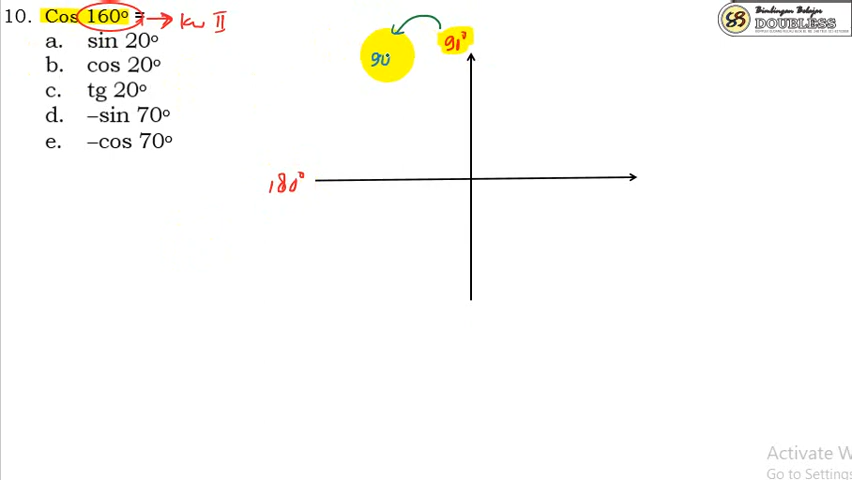 10. Cos 160° = → kw II
a. sin 20°
b. cos 20°
c. tg 20°
d. –sin 70°
e. –cos 70°
90
90°
180°
Bimbingan Belajar
DOUBLESS
Activate W
Go to Settings